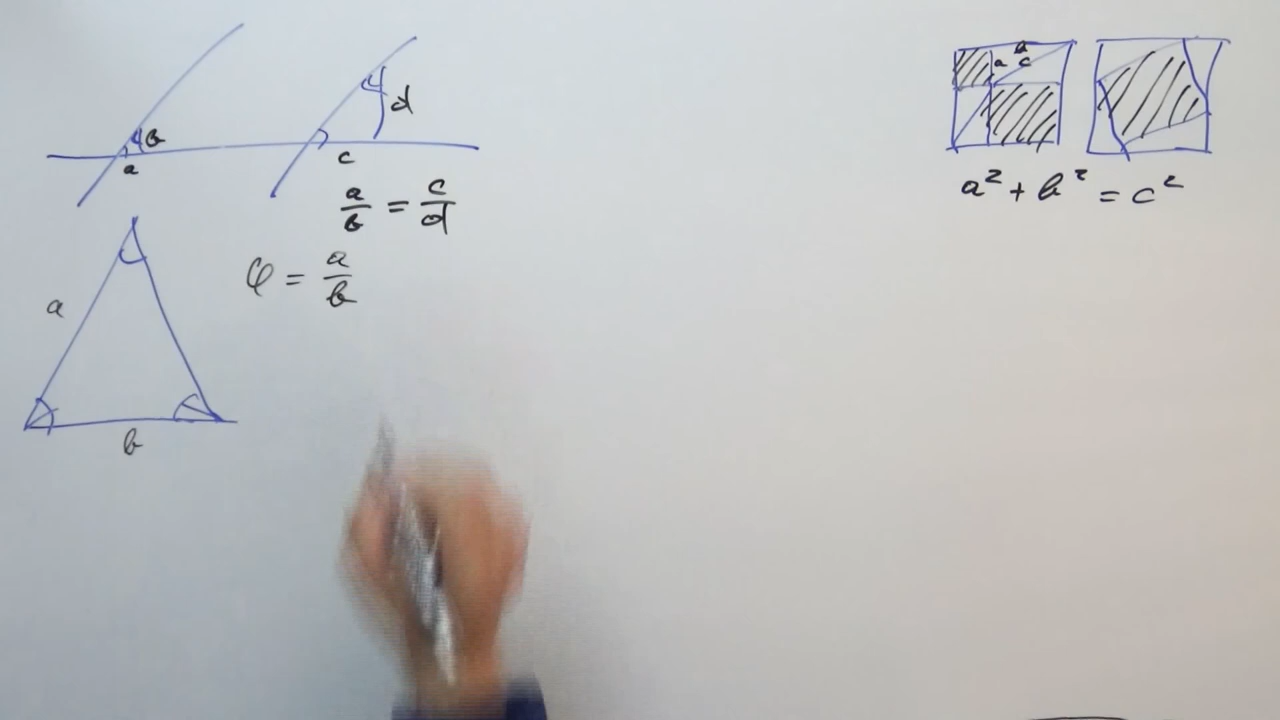 b
a
d
c
a/b = c/d
φ = a/b
a
b
a
a c
a² + b² = c²